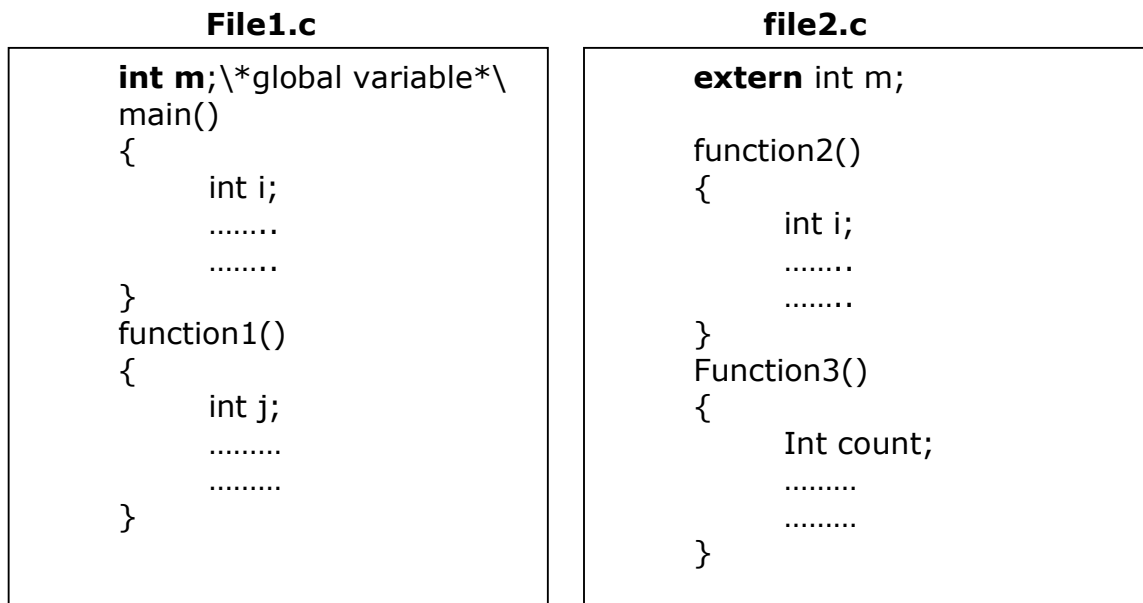 File1.c
int m;\*global variable*\
main()
{
int i;
……..
……..
}
function1()
{
int j;
………
………
}
file2.c
extern int m;
function2()
{
int i;
……..
……..
}
Function3()
{
Int count;
………
………
}